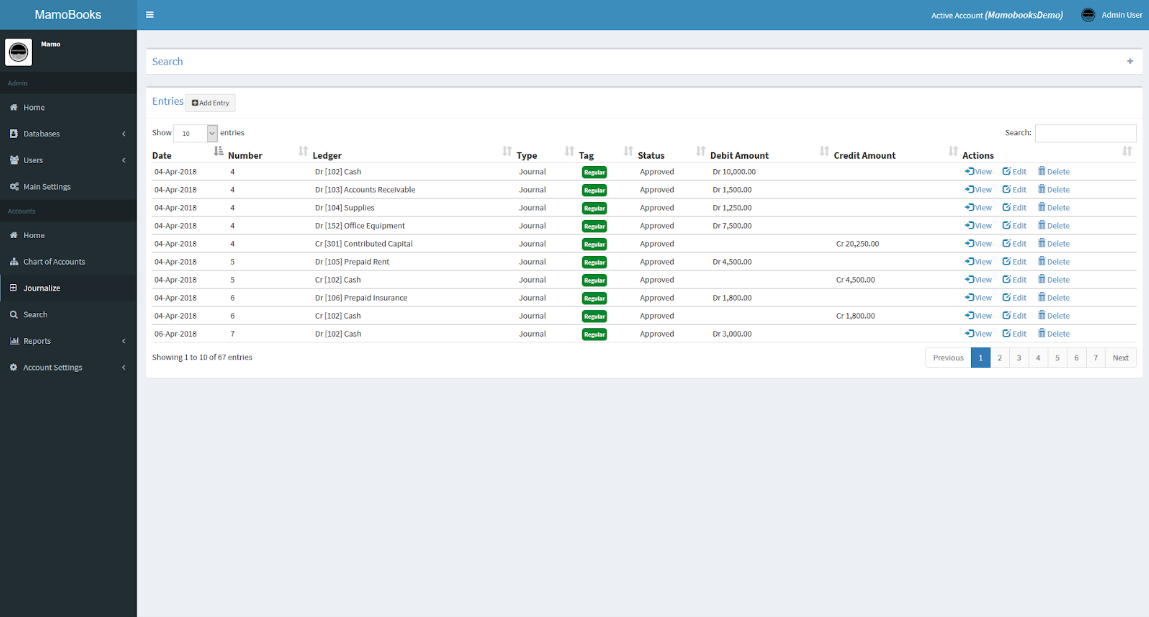 MamoBooks
Active Account (MamobooksDemo) Admin User
Mamo
Admin
Home
Databases
Users
Main Settings
Accounts
Home
Chart of Accounts
Journalize
Search
Reports
Account Settings
Search
Entries Add Entry
Show 10 entries Search:
Date Number Ledger Type Tag Status Debit Amount Credit Amount Actions
04-Apr-2018 4 Dr [102] Cash Journal Regular Approved Dr 10,000.00 View Edit Delete
04-Apr-2018 4 Dr [103] Accounts Receivable Journal Regular Approved Dr 1,500.00 View Edit Delete
04-Apr-2018 4 Dr [104] Supplies Journal Regular Approved Dr 1,250.00 View Edit Delete
04-Apr-2018 4 Dr [152] Office Equipment Journal Regular Approved Dr 7,500.00 View Edit Delete
04-Apr-2018 4 Cr [301] Contributed Capital Journal Regular Approved Cr 20,250.00 View Edit Delete
04-Apr-2018 5 Dr [105] Prepaid Rent Journal Regular Approved Dr 4,500.00 View Edit Delete
04-Apr-2018 5 Cr [102] Cash Journal Regular Approved Cr 4,500.00 View Edit Delete
04-Apr-2018 6 Dr [106] Prepaid Insurance Journal Regular Approved Dr 1,800.00 View Edit Delete
04-Apr-2018 6 Cr [102] Cash Journal Regular Approved Cr 1,800.00 View Edit Delete
06-Apr-2018 7 Dr [102] Cash Journal Regular Approved Dr 3,000.00 View Edit Delete
Showing 1 to 10 of 67 entries Previous 1 2 3 4 5 6 7 Next